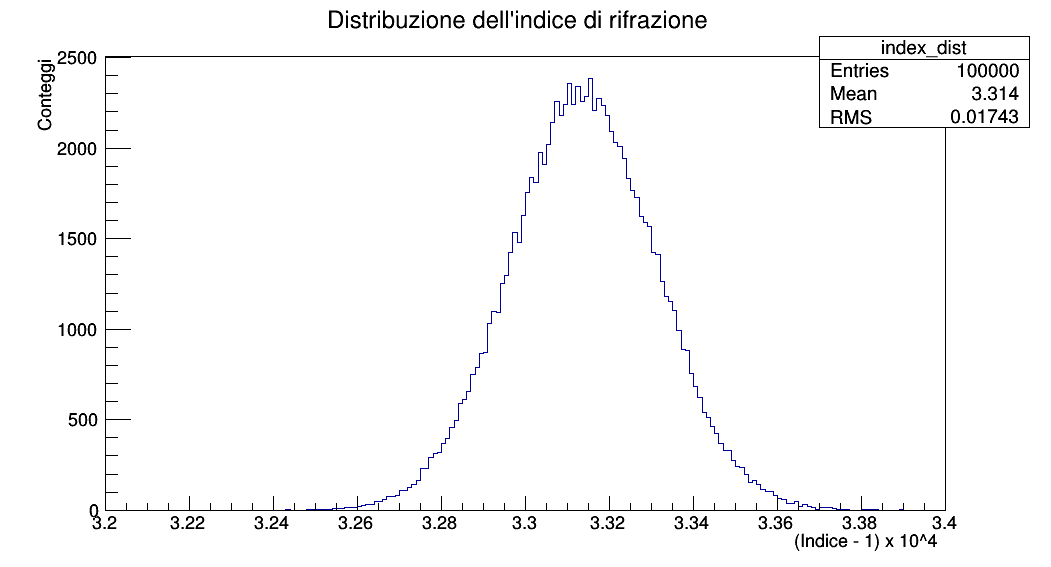 Distribuzione dell'indice di rifrazione
index_dist
Entries 100000
Mean 3.314
RMS 0.01743
Conteggi
2500
2000
1500
1000
500
0
3.2 3.22 3.24 3.26 3.28 3.3 3.32 3.34 3.36 3.38 3.4
(Indice - 1) x 10^4